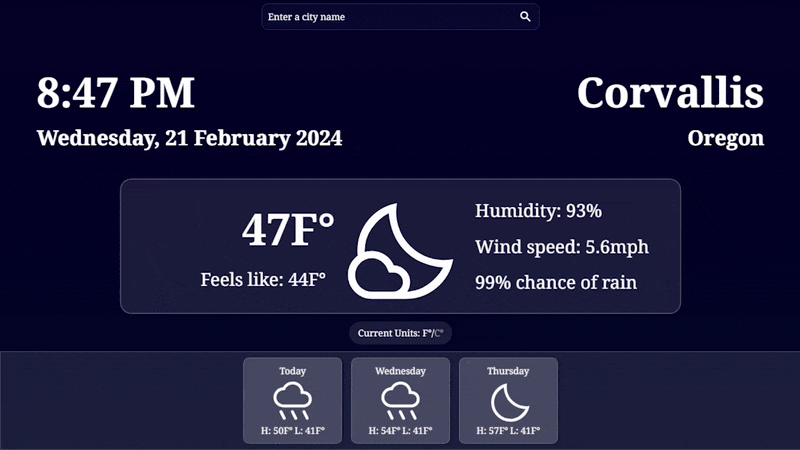 Enter a city name
8:47 PM
Corvallis
Wednesday, 21 February 2024
Oregon
47F°
Feels like: 44F°
Humidity: 93%
Wind speed: 5.6mph
99% chance of rain
Current Units: F°/C°
Today
H: 50F° L: 41F°
Wednesday
H: 54F° L: 41F°
Thursday
H: 57F° L: 41F°